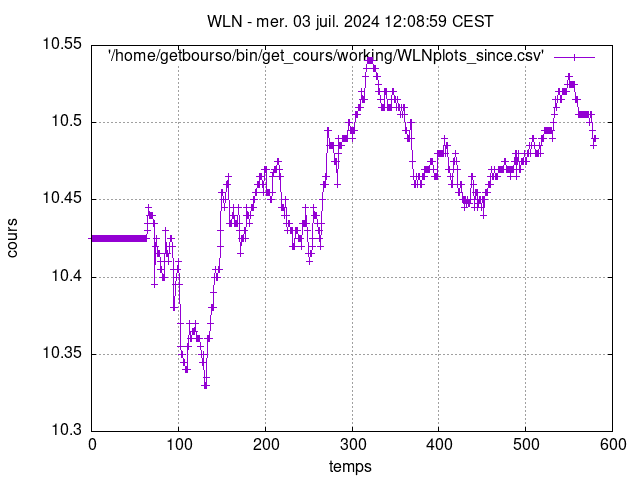 WLN - mer. 03 juil. 2024 12:08:59 CEST
'/home/getbourso/bin/get_cours/working/WLNplots_since.csv'
10.55
10.5
10.45
10.4
10.35
10.3
cours
0 100 200 300 400 500 600
temps